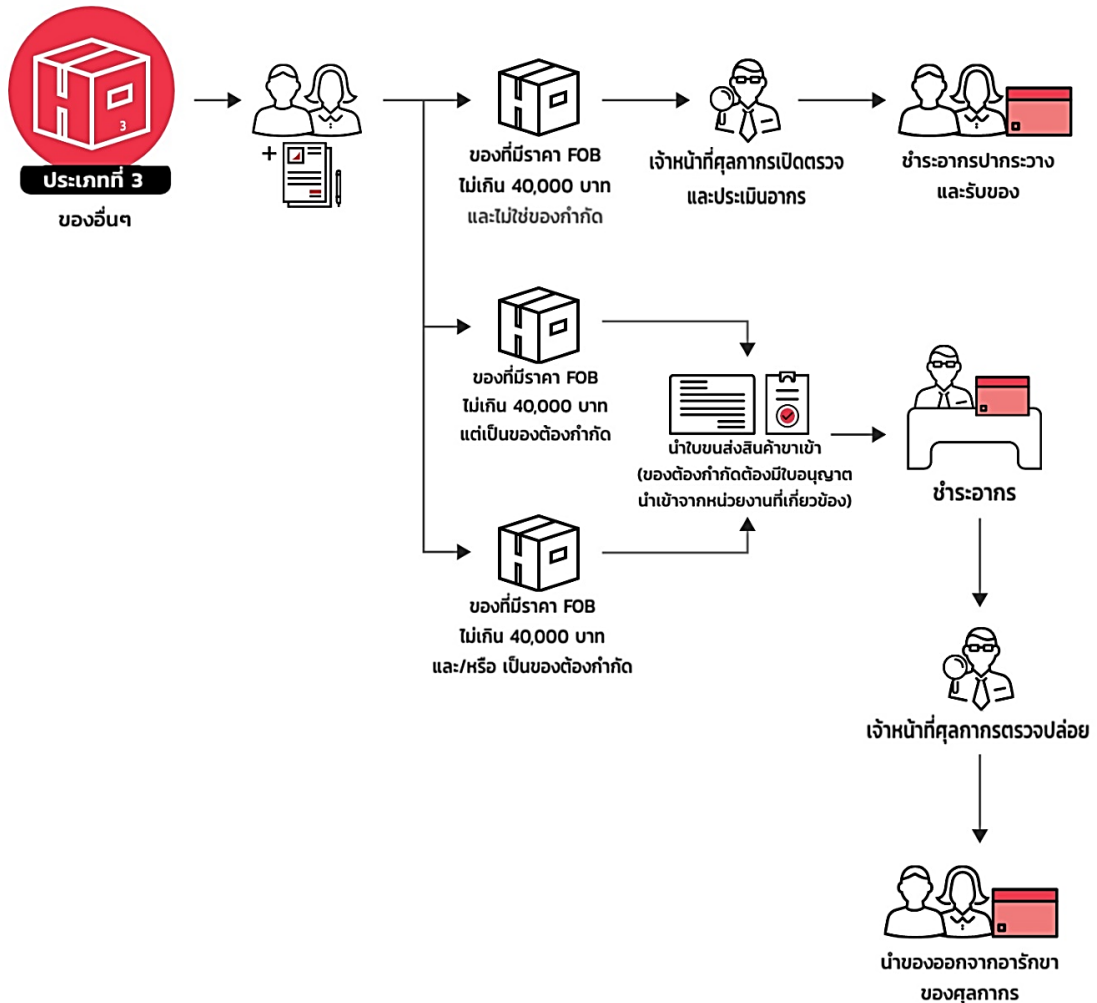 3
ประเภทที่ 3
ของอื่นๆ
+
ของที่มีราคา FOB
ไม่เกิน 40,000 บาท
และไม่ใช่ของกำกัด
เจ้าหน้าที่ศุลกากรเปิดตรวจ
และประเมินอากร
ชำระอากรปากระวาง
และรับของ
ของที่มีราคา FOB
ไม่เกิน 40,000 บาท
แต่เป็นของต้องกำกัด
นำใบขนส่งสินค้าขาเข้า
(ของต้องกำกัดต้องมีใบอนุญาต
นำเข้าจากหน่วยงานที่เกี่ยวข้อง)
ชำระอากร
ของที่มีราคา FOB
ไม่เกิน 40,000 บาท
และ/หรือ เป็นของต้องกำกัด
เจ้าหน้าที่ศุลกากรตรวจปล่อย
นำของออกจากอารักขา
ของศุลกากร